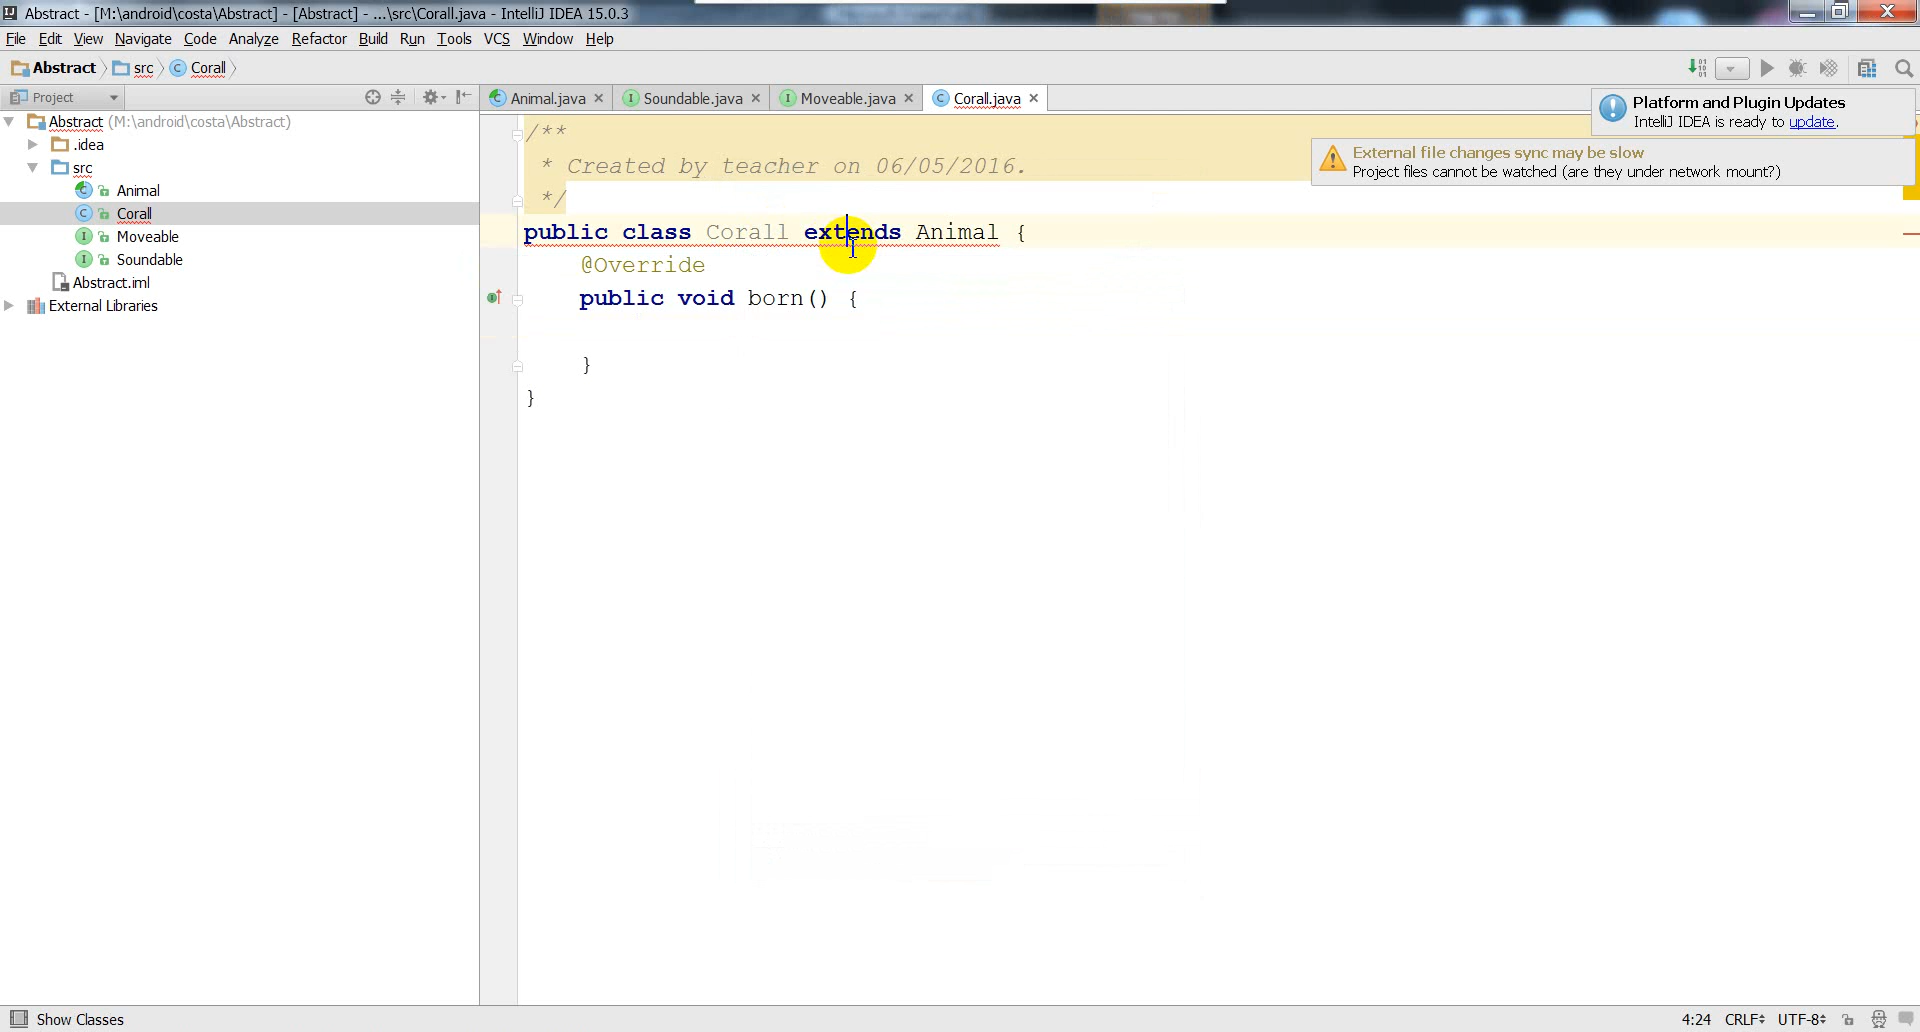 Abstract - [M:\android\costa\Abstract] - [Abstract] - ...\src\Corall.java - IntelliJ IDEA 15.0.3
File Edit View Navigate Code Analyze Refactor Build Run Tools VCS Window Help
Abstract src Corall
Project
Animal.java Soundable.java Moveable.java Corall.java
Platform and Plugin Updates
IntelliJ IDEA is ready to update.
External file changes sync may be slow
Project files cannot be watched (are they under network mount?)
Abstract (M:\android\costa\Abstract)
.idea
src
Animal
Corall
Moveable
Soundable
Abstract.iml
External Libraries
/**
* Created by teacher on 06/05/2016.
*/
public class Corall extends Animal {
@Override
public void born() {
}
}
Show Classes
4:24 CRLF UTF-8